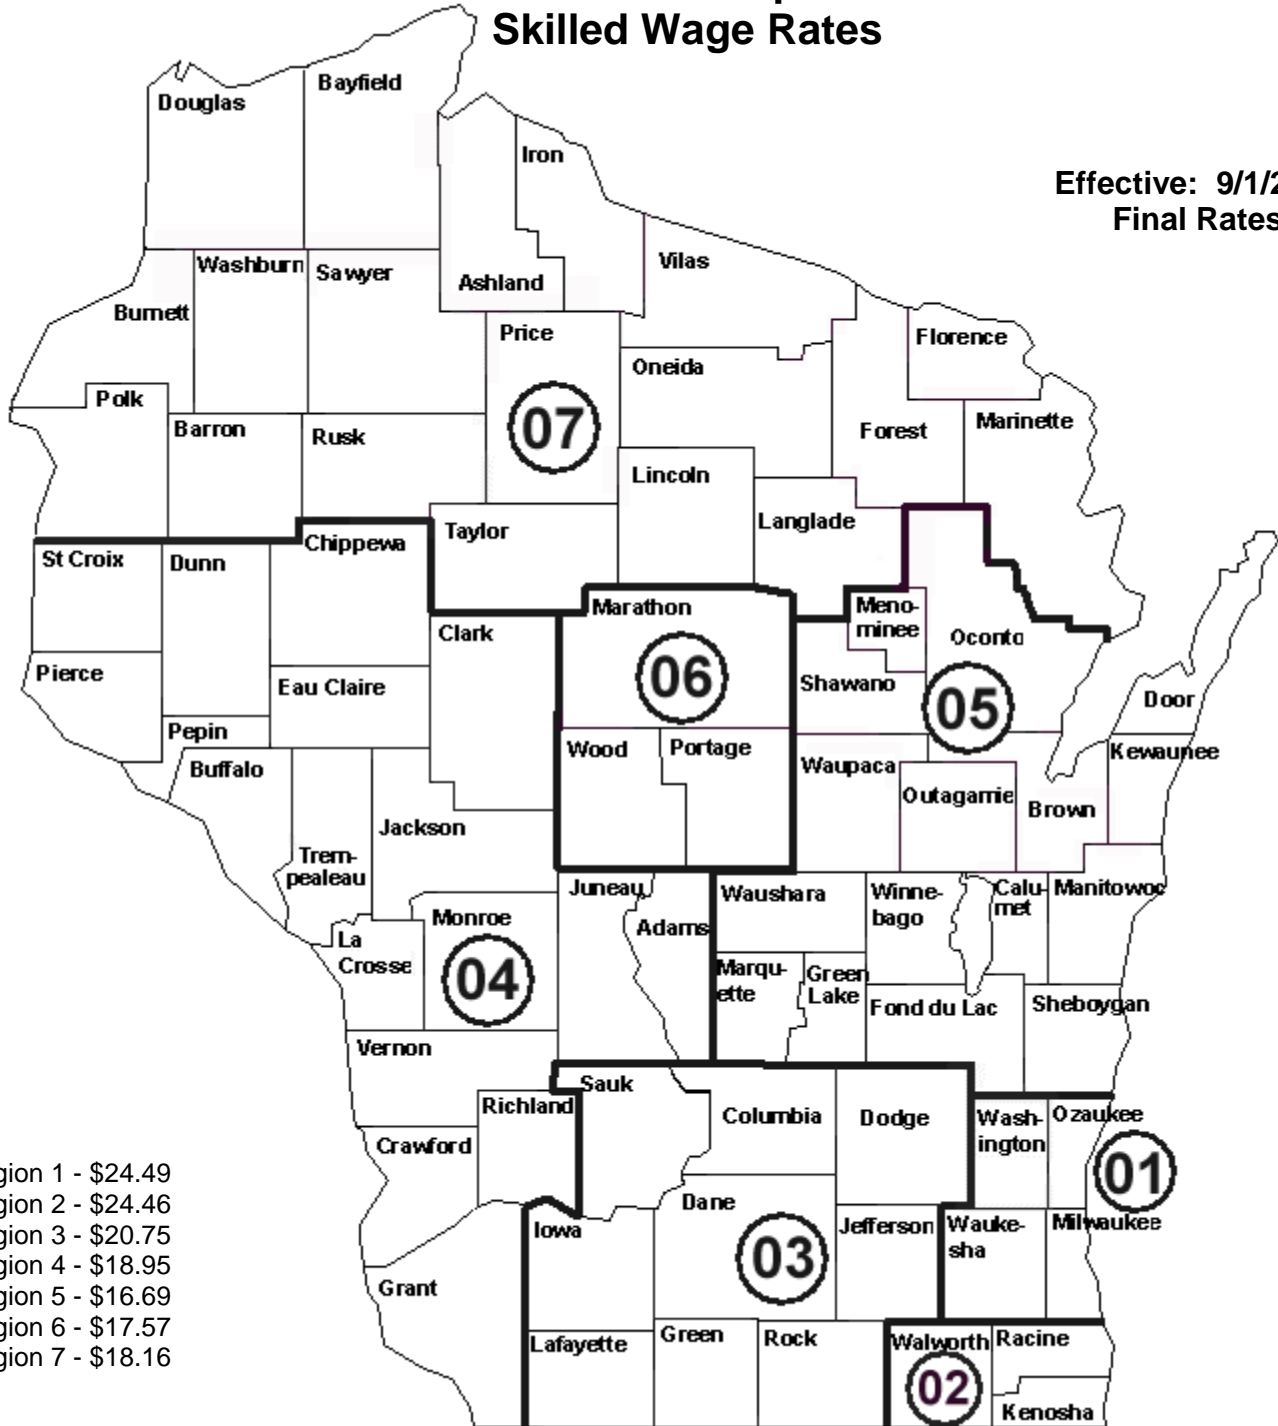 Skilled Wage Rates
Effective: 9/1/2
Final Rates
Douglas
Bayfield
Iron
Ashland
Vilas
Washburn
Sawyer
Burnett
Price
Florence
Oneida
Polk
Barron
Rusk
07
Forest
Marinette
Lincoln
Langlade
Taylor
Chippewa
St Croix
Dunn
Marathon
Meno-
minee
Oconto
Clark
06
Shawano
05
Pierce
Eau Claire
Door
Pepin
Wood
Portage
Waupaca
Kewaunee
Buffalo
Outagamie
Brown
Jackson
Trem-
pealeau
Juneau
Adams
Waushara
Winne-
bago
Calu-
met
Manitowoc
Monroe
La
Crosse
04
Marqu-
ette
Green
Lake
Fond du Lac
Sheboygan
Vernon
Sauk
Richland
Columbia
Dodge
Wash-
ington
Ozaukee
01
Crawford
Dane
Iowa
Jefferson
Wauke-
sha
Milwaukee
03
Grant
Lafayette
Green
Rock
Walworth
Racine
02
Kenosha
gion 1 - $24.49
gion 2 - $24.46
gion 3 - $20.75
gion 4 - $18.95
gion 5 - $16.69
gion 6 - $17.57
gion 7 - $18.16